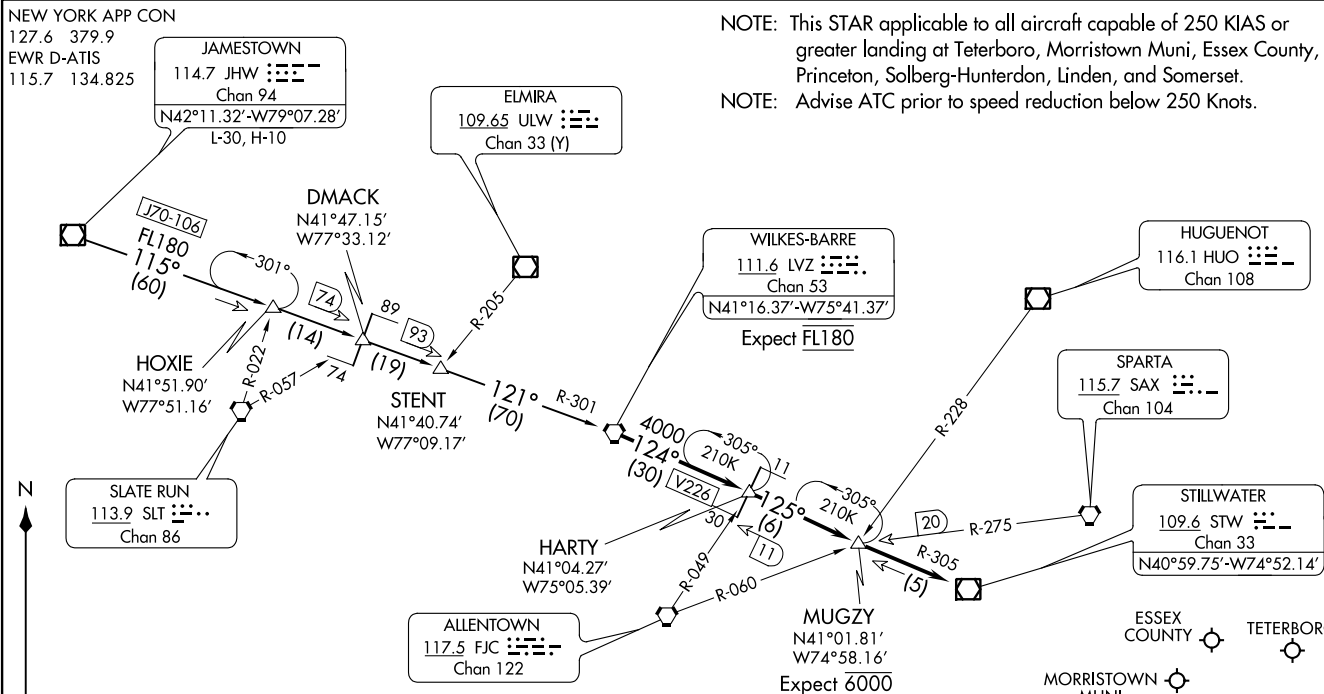 NEW YORK APP CON
127.6 379.9
EWR D-ATIS
115.7 134.825
JAMESTOWN
114.7 JHW
Chan 94
N42°11.32'-W79°07.28'
L-30, H-10
NOTE: This STAR applicable to all aircraft capable of 250 KIAS or
greater landing at Teterboro, Morristown Muni, Essex County,
Princeton, Solberg-Hunterdon, Linden, and Somerset.
NOTE: Advise ATC prior to speed reduction below 250 Knots.
ELMIRA
109.65 ULW
Chan 33 (Y)
DMACK
N41°47.15'
W77°33.12'
J70-106
FL180
115°
(60)
301°
74
89
93
R-205
WILKES-BARRE
111.6 LVZ
Chan 53
N41°16.37'-W75°41.37'
Expect FL180
HUGUENOT
116.1 HUO
Chan 108
HOXIE
N41°51.90'
W77°51.16'
(14)
(19)
R-022
R-057
74
STENT
N41°40.74'
W77°09.17'
121°
(70)
R-301
SPARTA
115.7 SAX
Chan 104
R-228
4000
124°
(30)
V226
305°
210K
11
30
125°
(6)
11
305°
210K
20
R-275
R-305
(5)
N
SLATE RUN
113.9 SLT
Chan 86
STILLWATER
109.6 STW
Chan 33
N40°59.75'-W74°52.14'
HARTY
N41°04.27'
W75°05.39'
R-049
R-060
ALLENTOWN
117.5 FJC
Chan 122
MUGZY
N41°01.81'
W74°58.16'
Expect 6000
ESSEX
COUNTY
TETERBOR
MORRISTOWN
MUNI